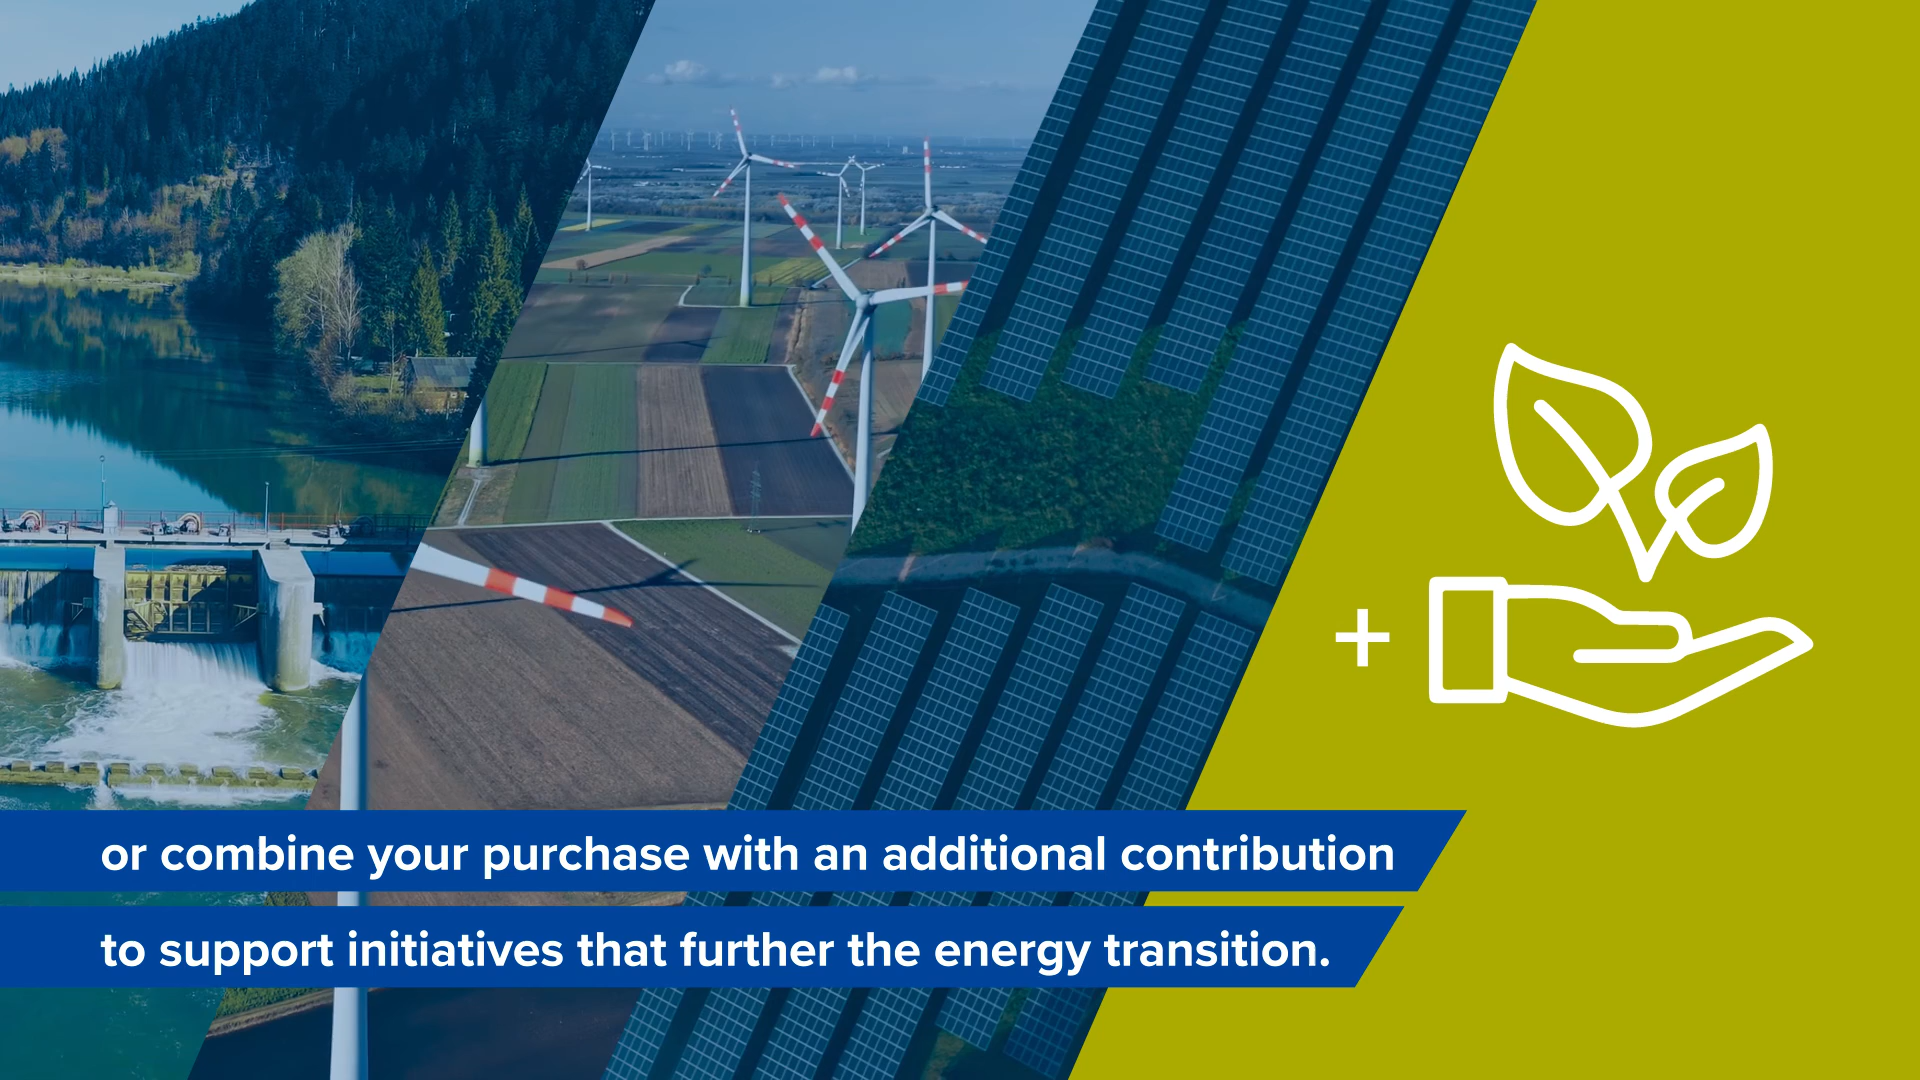 or combine your purchase with an additional contribution
to support initiatives that further the energy transition.